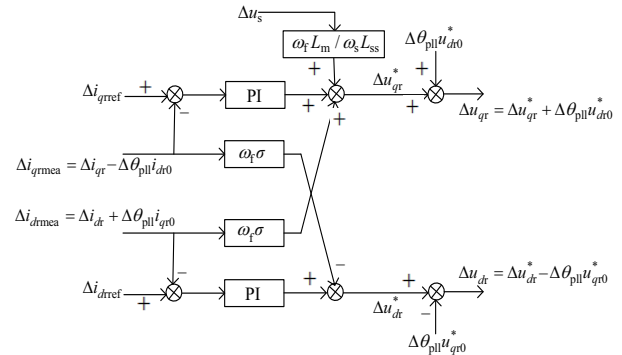 Δuₛ
ω_f L_m / ω_s L_ss
Δθ_pll u*_dr0
+
+
Δi_qrref
+
PI
+
Δu*_qr
+
Δu_qr = Δu*_qr + Δθ_pll u*_dr0
−
+
Δi_qrmea = Δi_qr − Δθ_pll i_dr0
ω_f σ
Δi_drmea = Δi_dr + Δθ_pll i_qr0
ω_f σ
−
−
Δi_drref
+
PI
+
Δu*_dr
+
Δu_dr = Δu*_dr − Δθ_pll u*_qr0
−
Δθ_pll u*_qr0